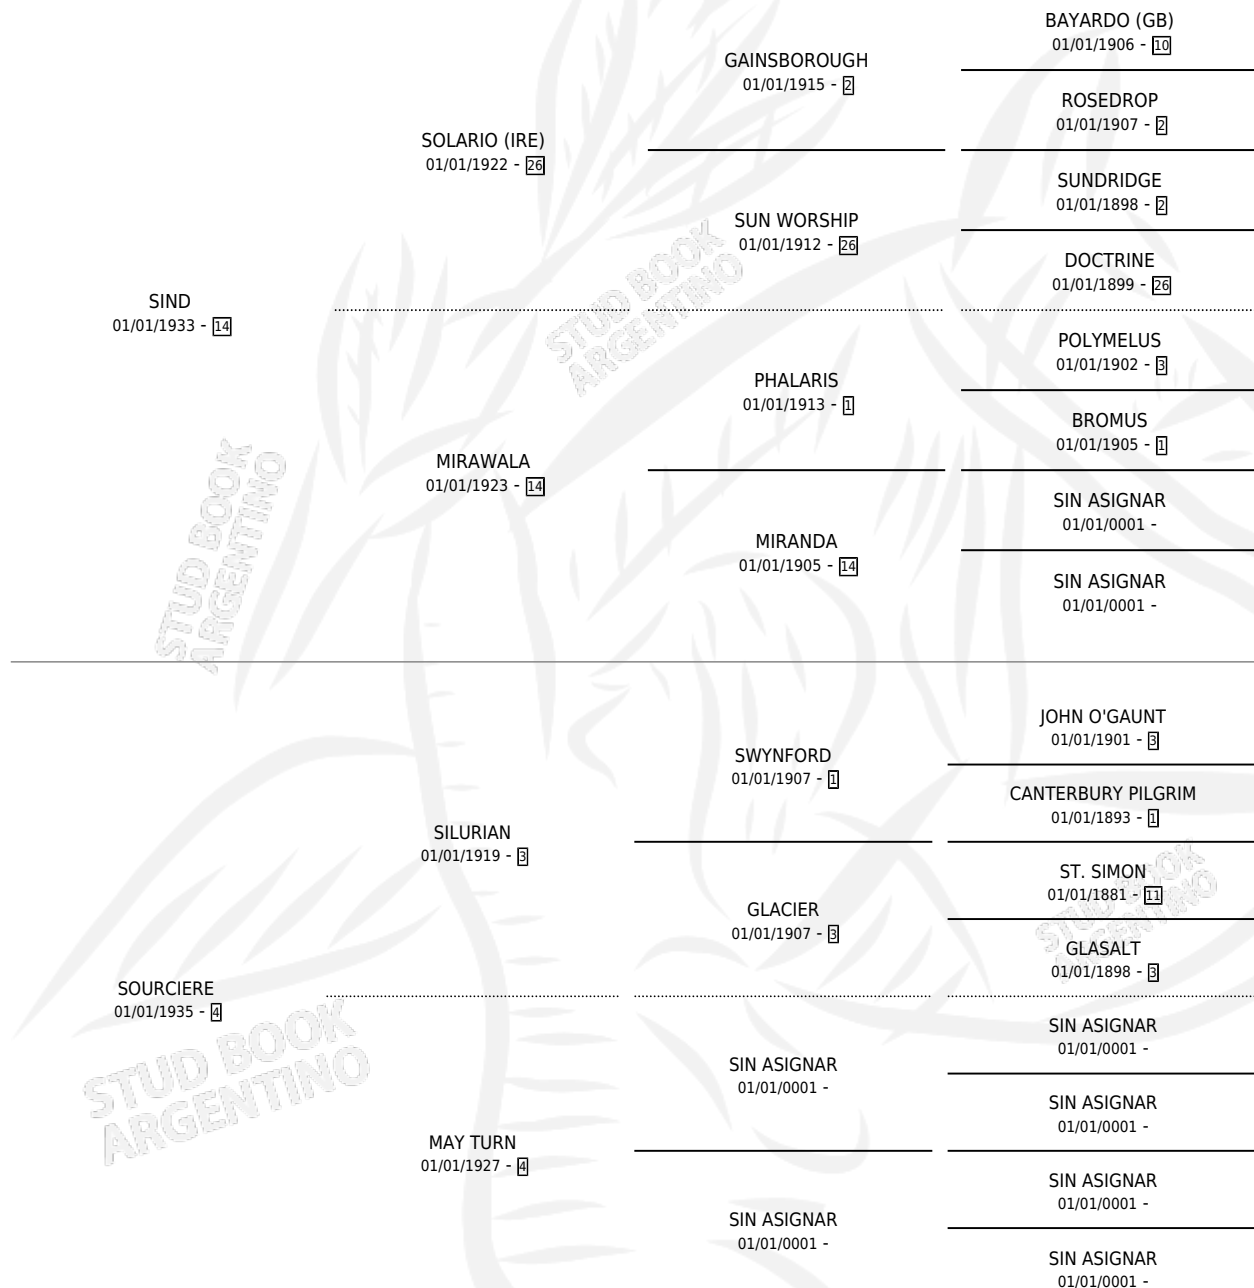 SIND
01/01/1933 - 14
SOLARIO (IRE)
01/01/1922 - 26
GAINSBOROUGH
01/01/1915 - 2
BAYARDO (GB)
01/01/1906 - 10
ROSEDROP
01/01/1907 - 2
SUN WORSHIP
01/01/1912 - 26
SUNDRIDGE
01/01/1898 - 2
DOCTRINE
01/01/1899 - 26
MIRAWALA
01/01/1923 - 14
PHALARIS
01/01/1913 - 1
POLYMELUS
01/01/1902 - 3
BROMUS
01/01/1905 - 1
MIRANDA
01/01/1905 - 14
SIN ASIGNAR
01/01/0001 -
SIN ASIGNAR
01/01/0001 -
SOURCIERE
01/01/1935 - 4
SILURIAN
01/01/1919 - 3
SWYNFORD
01/01/1907 - 1
JOHN O'GAUNT
01/01/1901 - 3
CANTERBURY PILGRIM
01/01/1893 - 1
GLACIER
01/01/1907 - 3
ST. SIMON
01/01/1881 - 11
GLASALT
01/01/1898 - 3
MAY TURN
01/01/1927 - 4
SIN ASIGNAR
01/01/0001 -
SIN ASIGNAR
01/01/0001 -
SIN ASIGNAR
01/01/0001 -
SIN ASIGNAR
01/01/0001 -
SIN ASIGNAR
01/01/0001 -
SIN ASIGNAR
01/01/0001 -
STUD BOOK
ARGENTINO
STUD BOOK
ARGENTINO
STUD BOOK
ARGENTINO
STUD BOOK
ARGENTINO